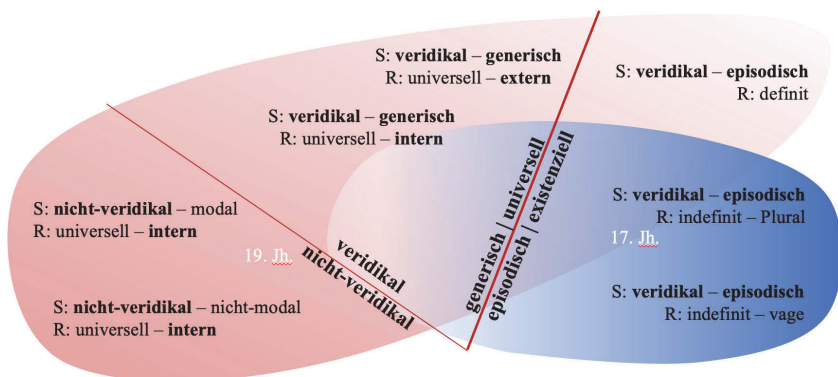 S: veridikal – generisch
R: universell – extern
S: veridikal – episodisch
R: definit
S: veridikal – generisch
R: universell – intern
S: nicht-veridikal – modal
R: universell – intern
19. Jh.
veridikal
nicht-veridikal
generisch | universell
episodisch | existenziell
S: veridikal – episodisch
R: indefinit – Plural
17. Jh.
S: nicht-veridikal – nicht-modal
R: universell – intern
S: veridikal – episodisch
R: indefinit – vage